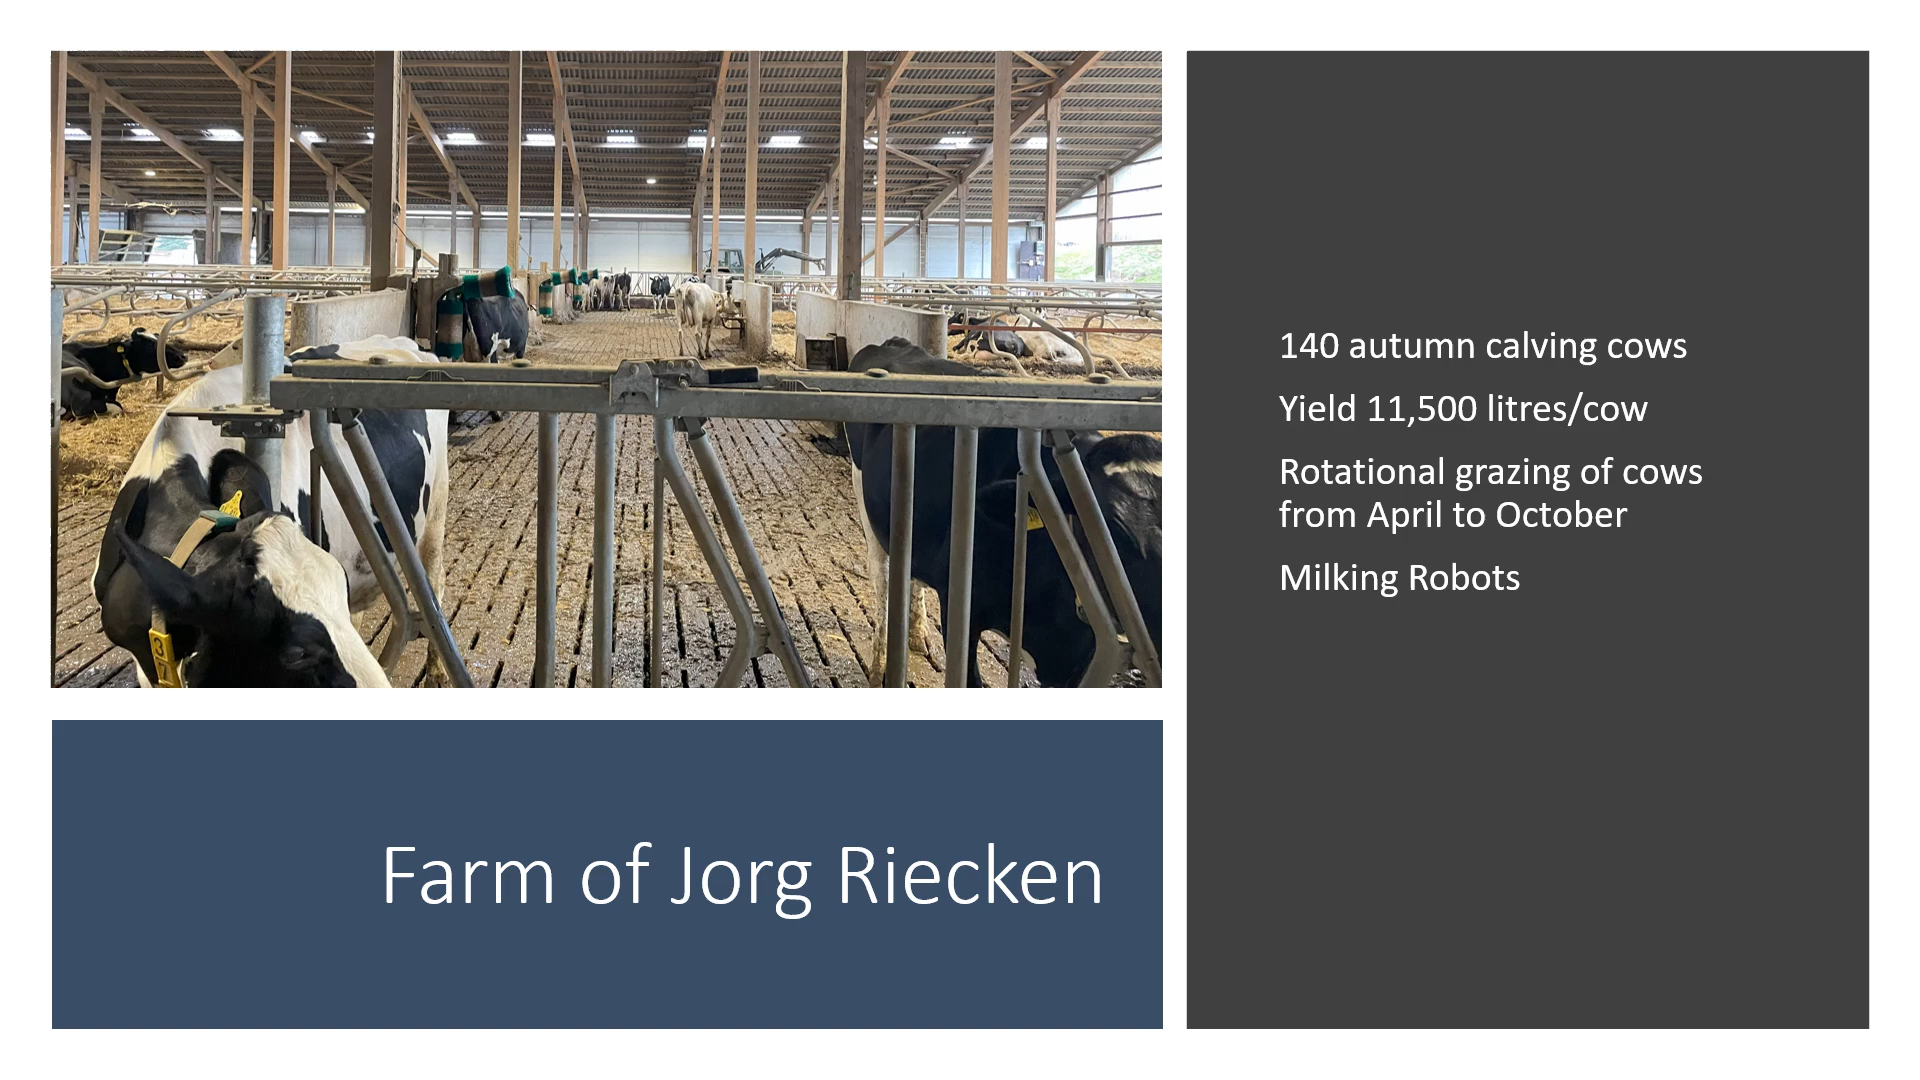 140 autumn calving cows
Yield 11,500 litres/cow
Rotational grazing of cows
from April to October
Milking Robots
Farm of Jorg Riecken
3